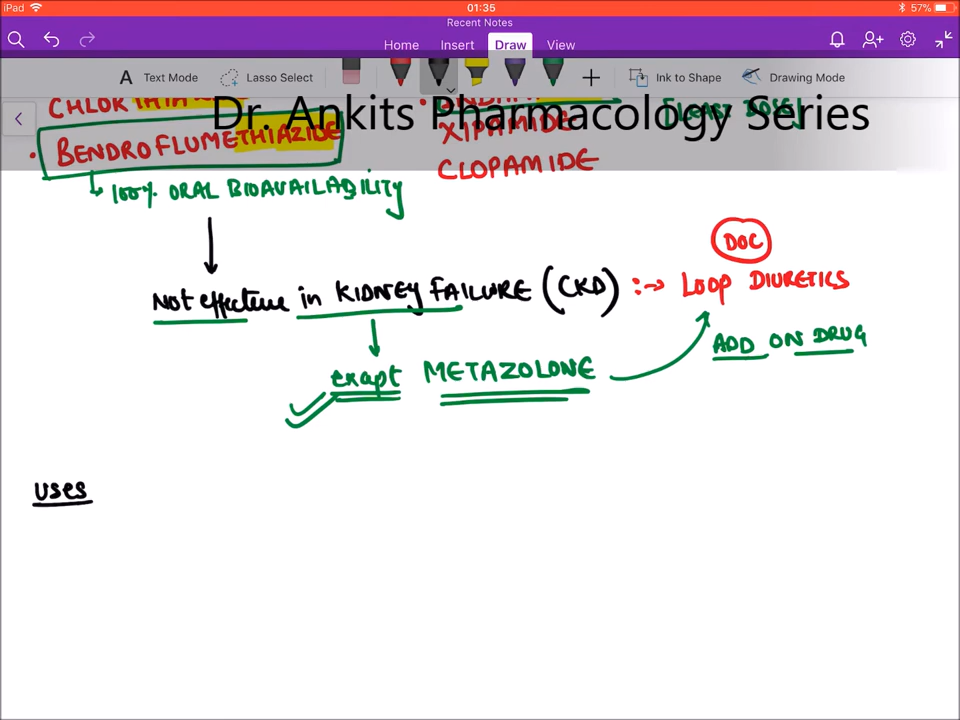 iPad 01:35 57%
Recent Notes
Home Insert Draw View
A Text Mode Lasso Select Ink to Shape Drawing Mode
Dr. Ankits Pharmacology Series
XIPAMIDE
CLOPAMIDE
• BENDROFLUMETHIAZIDE
100% ORAL BIOAVAILABILITY
DOC
Not effective in KIDNEY FAILURE (CKD) :-> LOOP DIURETICS
ADD ON DRUG
exapt METAZOLONE
USES